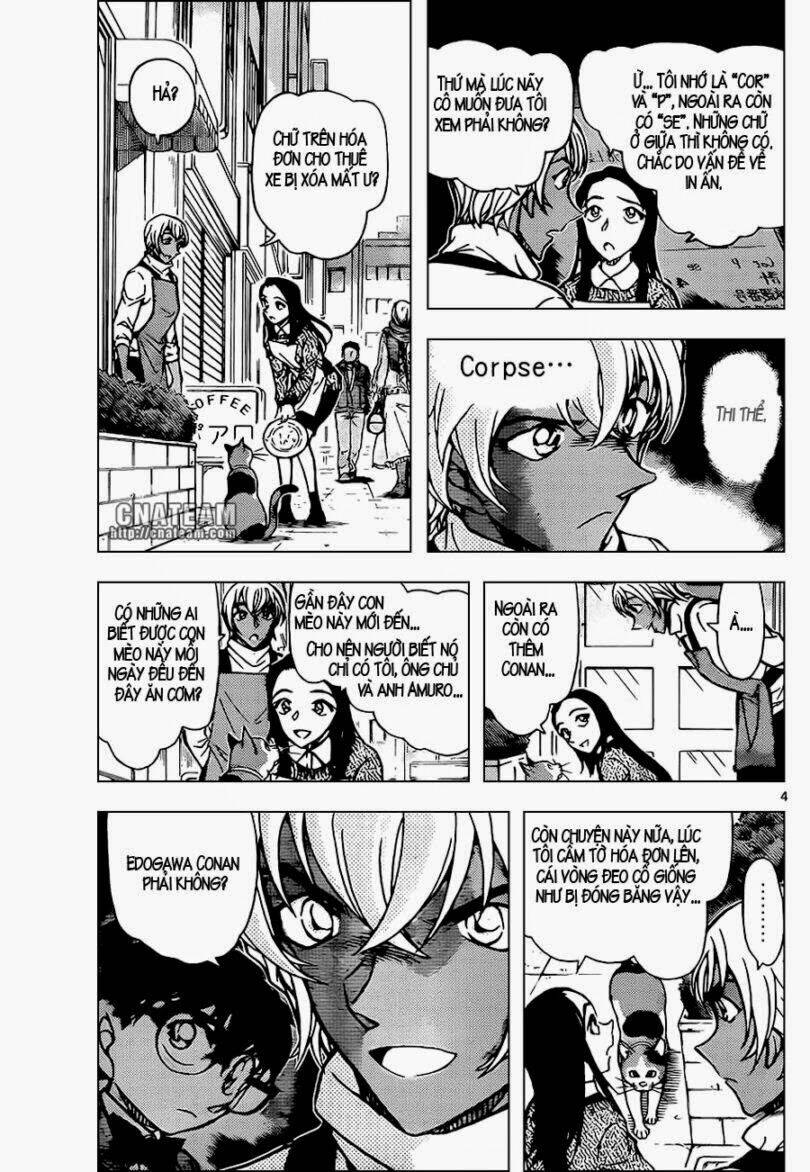 HẢ?
CHỮ TRÊN HÓA
ĐƠN CHO THUÊ
XE BỊ XÓA MẤT Ư?
COFFEE
CNATEAM
http://cnateam.com
THỨ MÀ LÚC NÃY
CÔ MUỐN ĐƯA TÔI
XEM PHẢI KHÔNG?
Ừ... TÔI NHỚ LÀ "COR"
VÀ "P", NGOÀI RA CÒN
CÓ "SE". NHỮNG CHỮ
Ở GIỮA THÌ KHÔNG CÓ.
CHẮC DO VẤN ĐỀ VỀ
IN ẤN.
Corpse...
THI THỂ.
CÓ NHỮNG AI
BIẾT ĐƯỢC CON
MÈO NÀY MỖI
NGÀY ĐỀU ĐẾN
ĐÂY ĂN CƠM?
GẦN ĐÂY CON
MÈO NÀY MỚI ĐẾN...
CHO NÊN NGƯỜI BIẾT NÓ
CHỈ CÓ TÔI, ÔNG CHỦ
VÀ ANH AMURO...
NGOÀI RA
CÒN CÓ
THÊM
CONAN...
À....
4
EDOGAWA CONAN
PHẢI KHÔNG?
CÒN CHUYỆN NÀY NỮA, LÚC
TÔI CẦM TỜ HÓA ĐƠN LÊN,
CÁI VÒNG ĐEO CỔ GIỐNG
NHƯ BỊ ĐÓNG BĂNG VẬY...
......